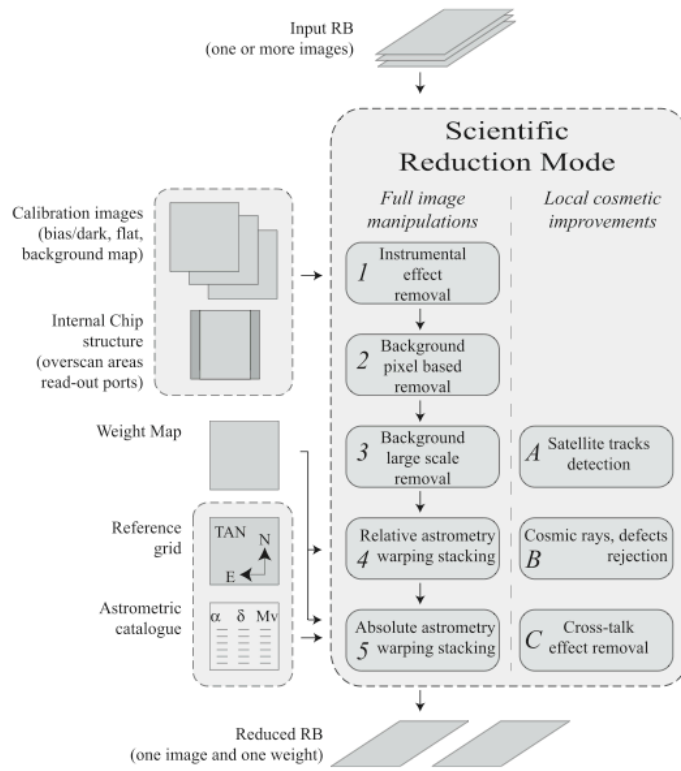 Input RB
(one or more images)
Scientific
Reduction Mode
Full image
manipulations
Local cosmetic
improvements
Calibration images
(bias/dark, flat,
background map)
Internal Chip
structure
(overscan areas
read-out ports)
1 Instrumental
effect
removal
2 Background
pixel based
removal
Weight Map
3 Background
large scale
removal
A Satellite tracks
detection
Reference
grid
TAN
N
E
Relative astrometry
4 warping stacking
Cosmic rays, defects
B rejection
Astrometric
catalogue
α δ Mv
Absolute astrometry
5 warping stacking
C Cross-talk
effect removal
Reduced RB
(one image and one weight)